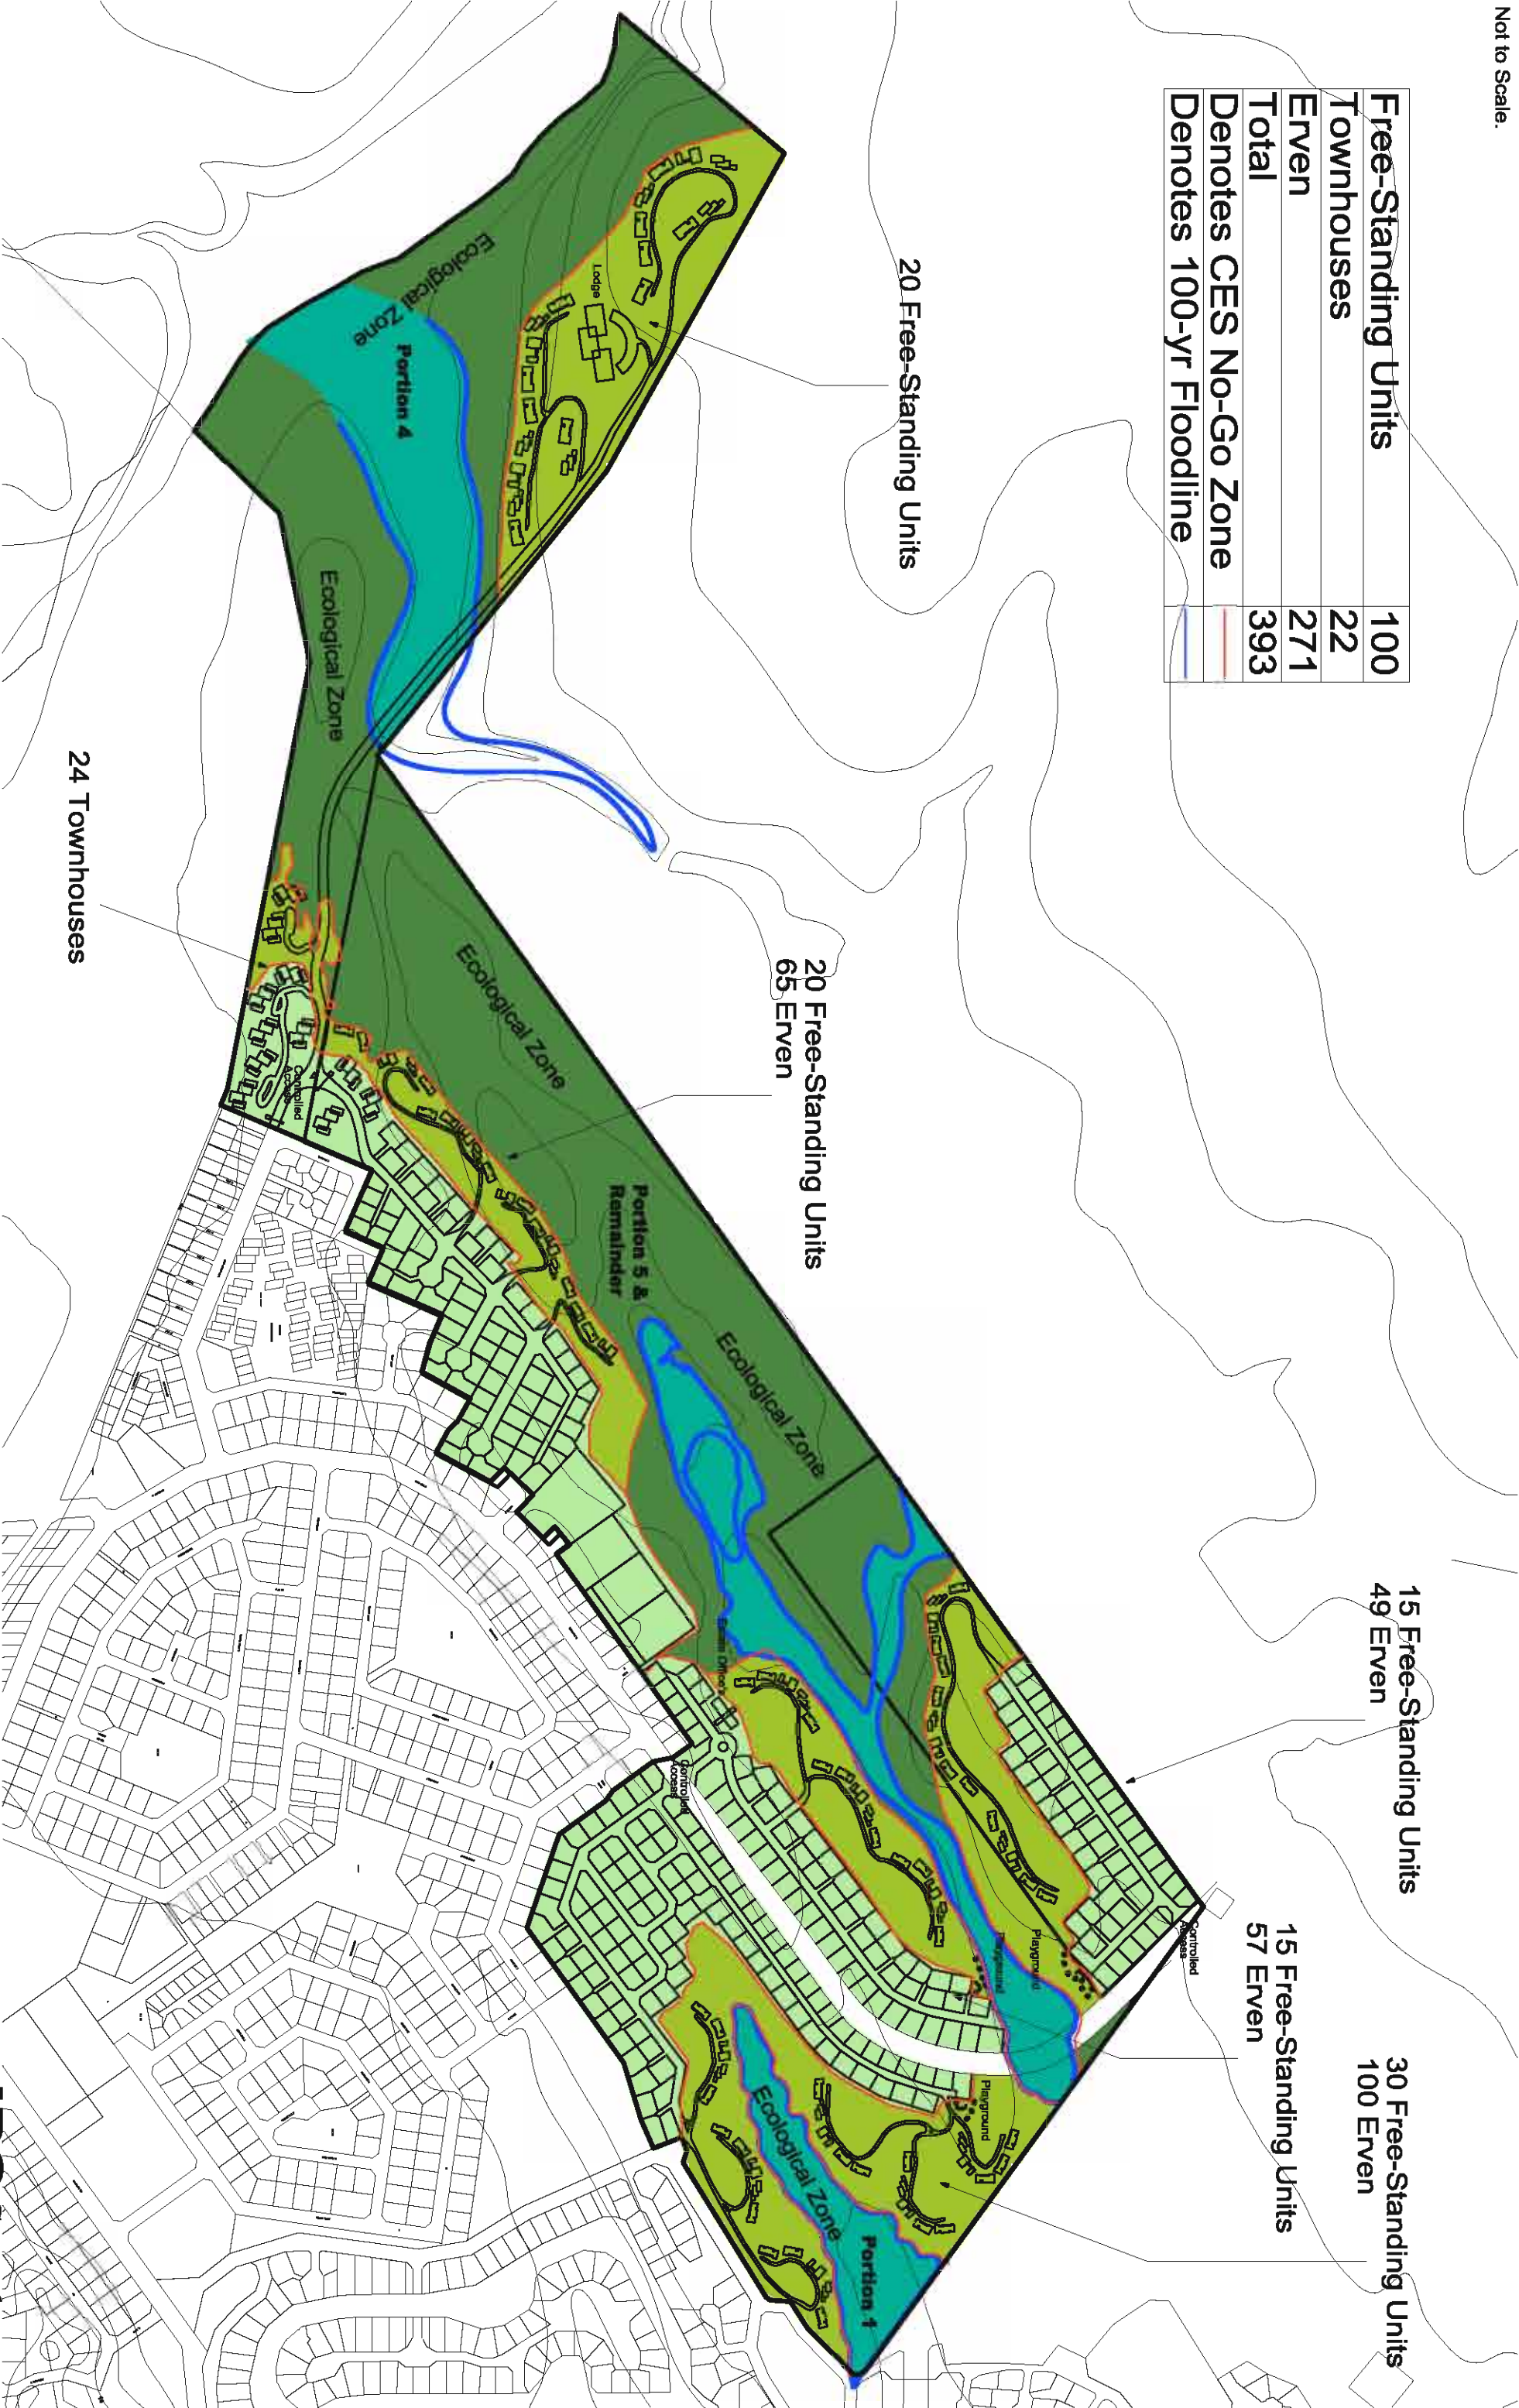 Not to Scale.
Free-Standing Units 100
Townhouses 22
Erven 271
Total 393
Denotes CES No-Go Zone
Denotes 100-yr Floodline
20 Free-Standing Units
Lodge
Ecological Zone
Portion 4
Ecological Zone
24 Townhouses
20 Free-Standing Units
65 Erven
Ecological Zone
Controlled
Access
Portion 5 &
Remainder
Ecological Zone
15 Free-Standing Units
49 Erven
Controlled
Access
Controlled
Access
Playground
Playground
15 Free-Standing Units
57 Erven
30 Free-Standing Units
100 Erven
Playground
Ecological Zone
Portion 1